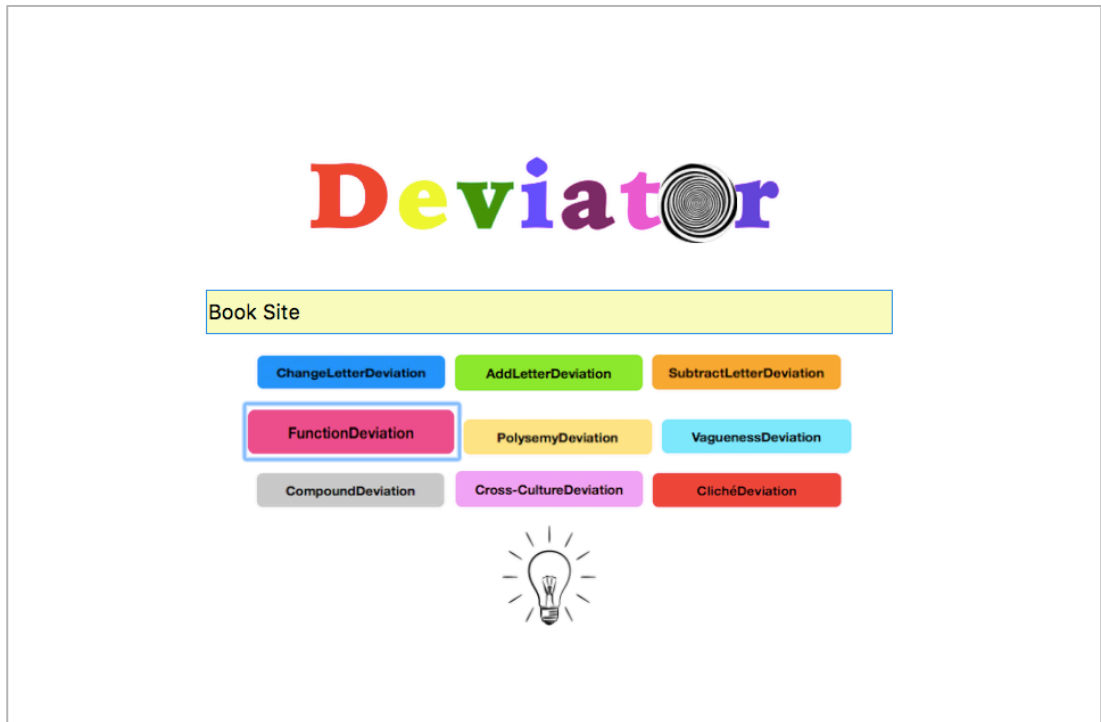 Deviator
Book Site
ChangeLetterDeviation AddLetterDeviation SubtractLetterDeviation
FunctionDeviation PolysemyDeviation VaguenessDeviation
CompoundDeviation Cross-CultureDeviation ClichéDeviation